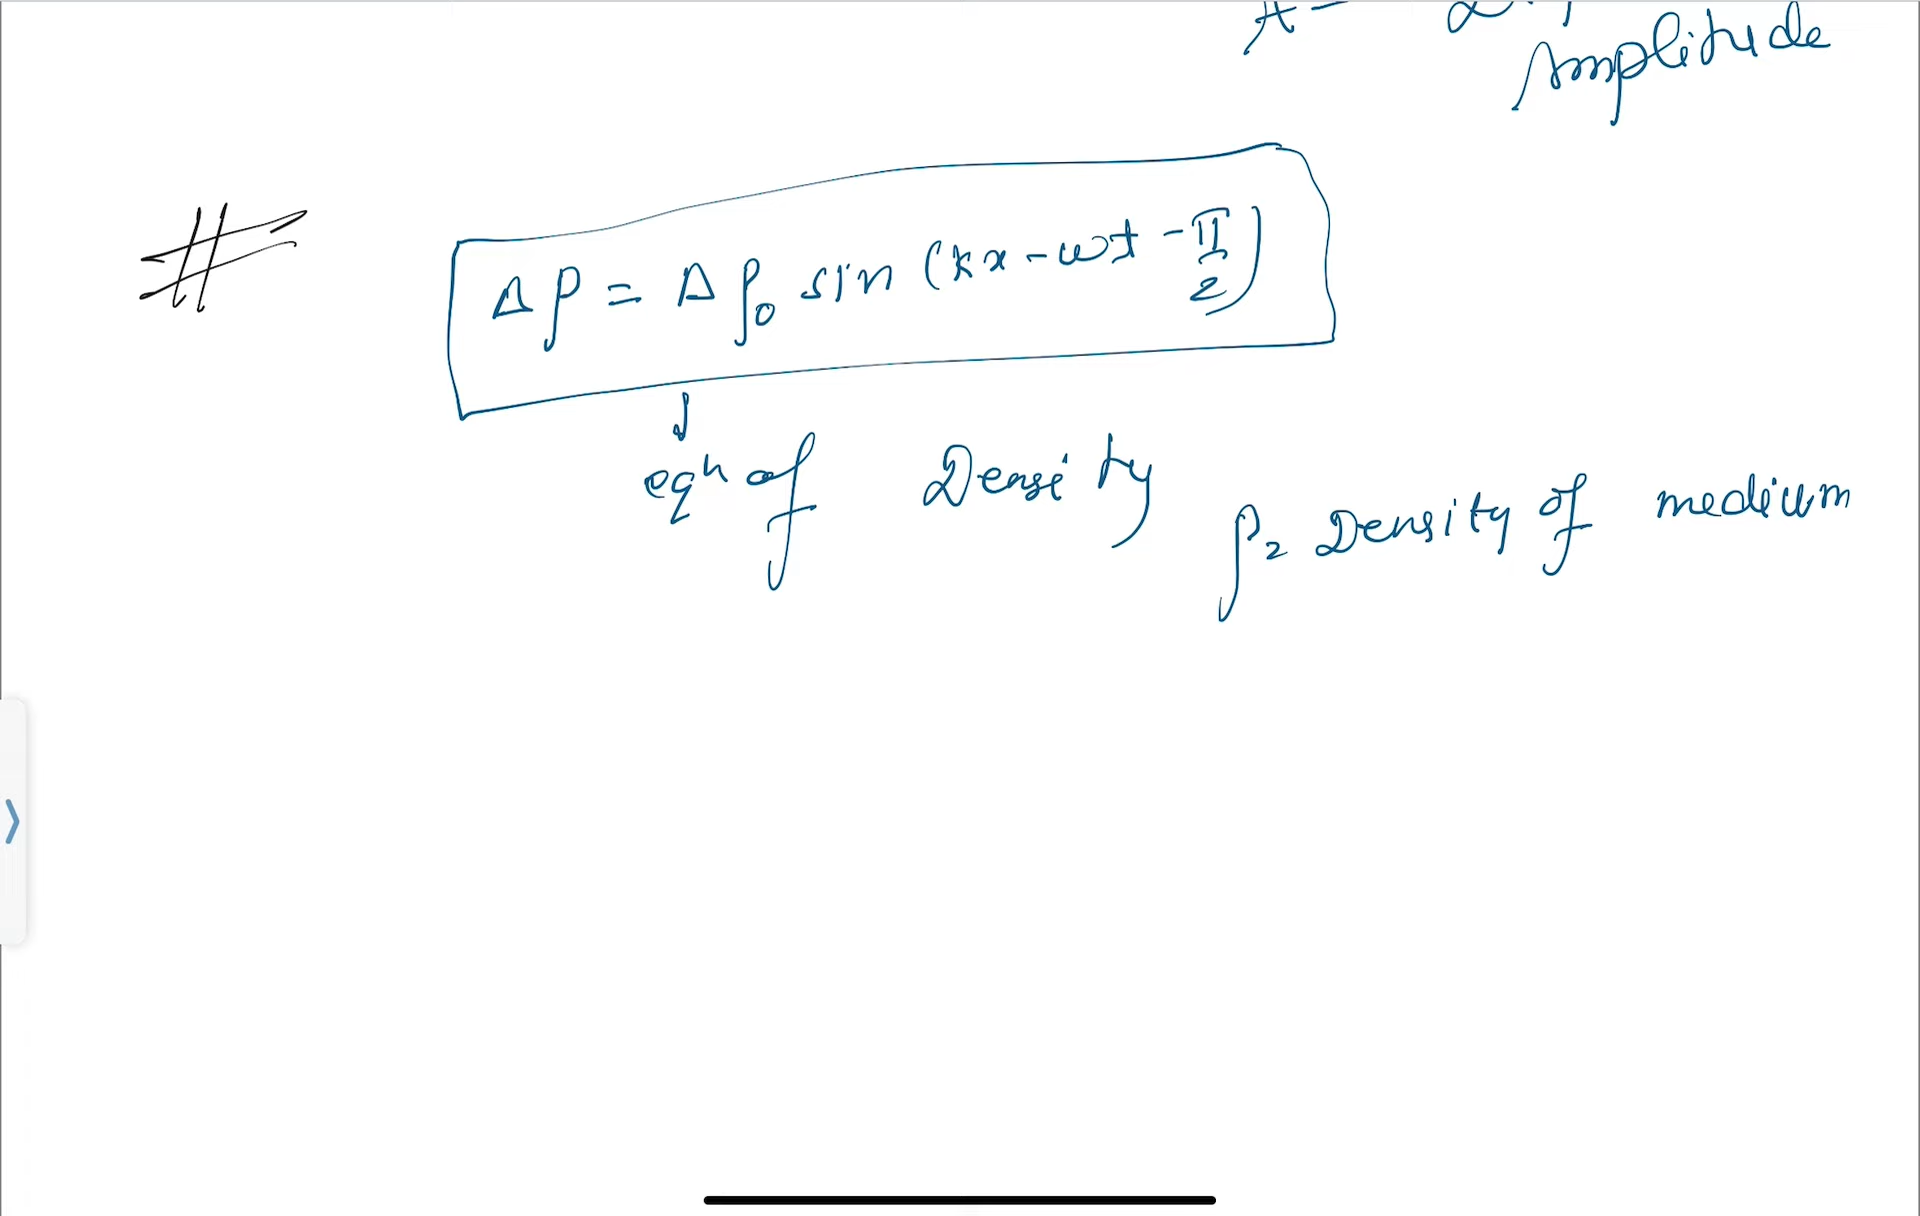 Amplitude
# Δρ = Δρ₀ sin (kx - ωt - π/2)
↓
eqn of Density
ρ = Density of medium